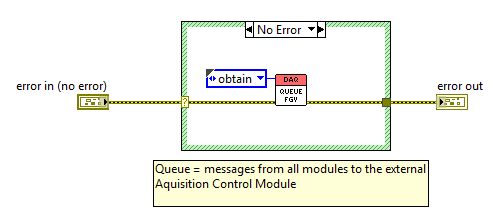 No Error
obtain
DAQ
QUEUE
FGV
error in (no error)
error out
?
Queue = messages from all modules to the external
Aquisition Control Module